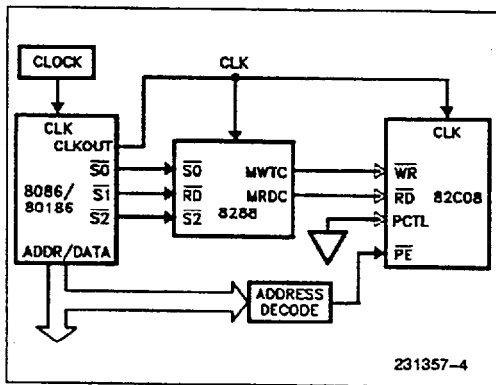 CLOCK
CLK
CLK
CLKOUT
S0
S1
S2
8086/
80186
ADDR/DATA
S0
RD
S2
MWTC
MRDC
8288
CLK
WR
RD
PCTL
PE
82C08
ADDRESS
DECODE
231357-4